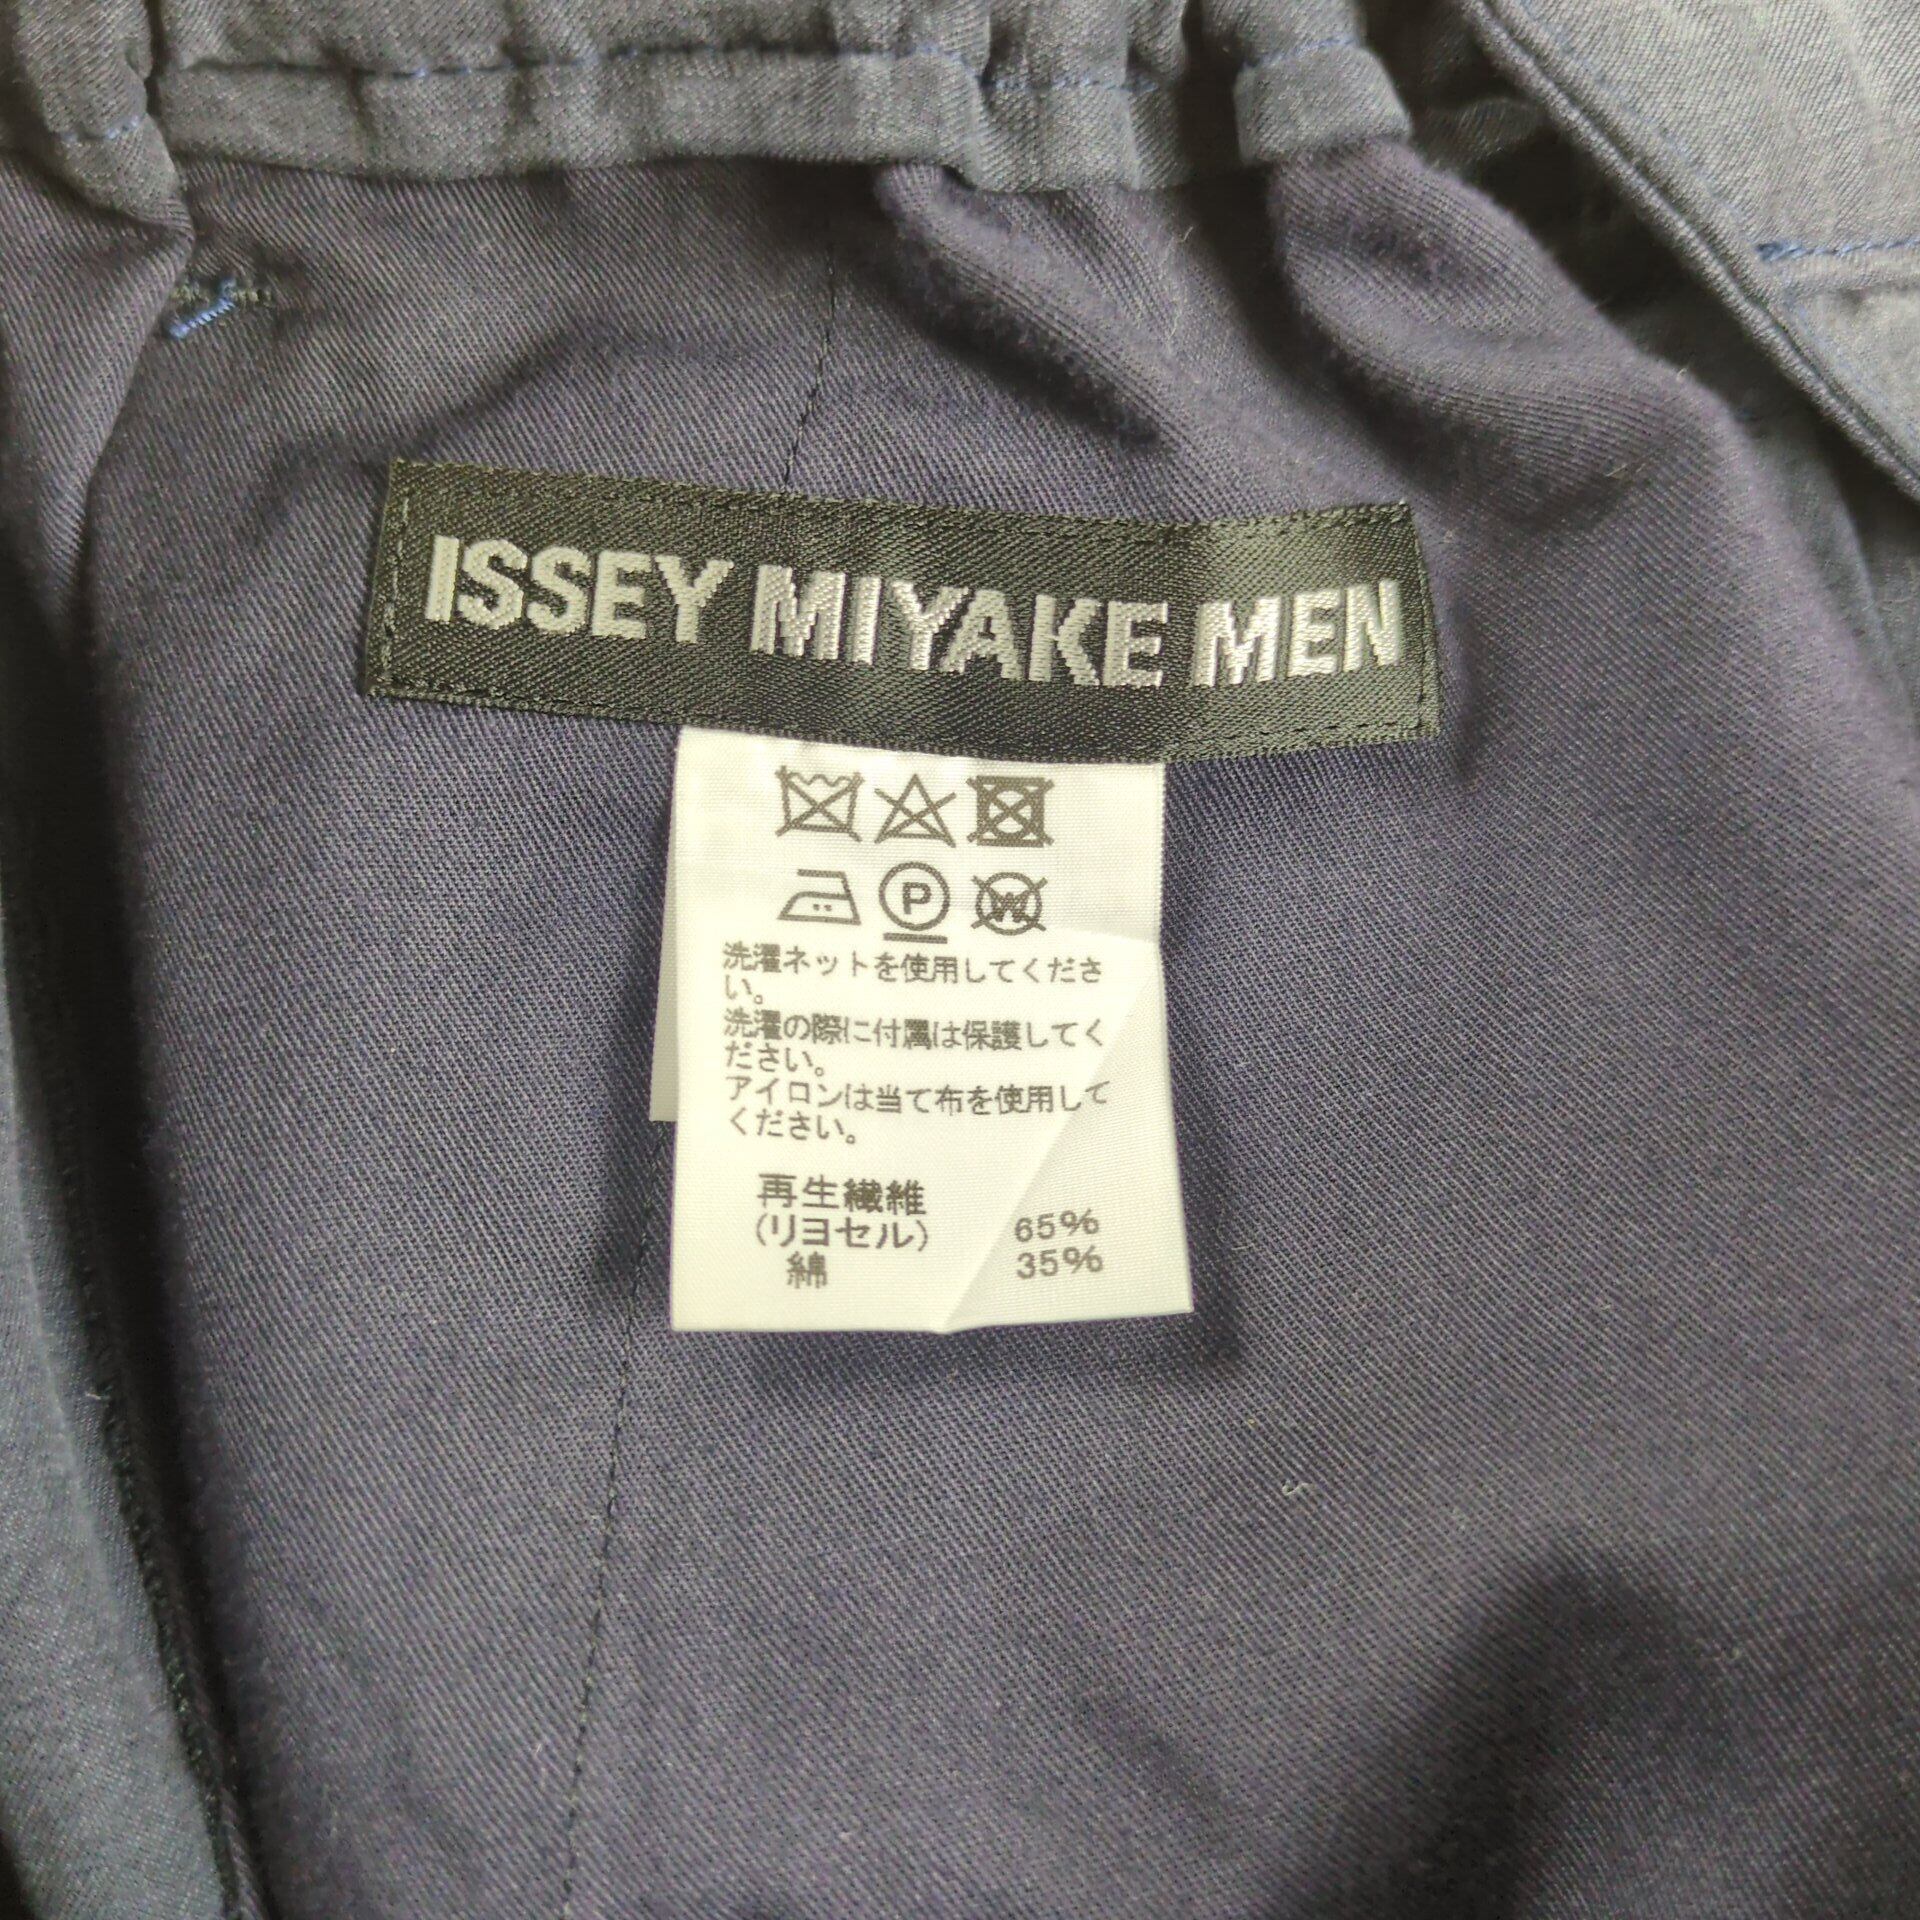 ISSEY MIYAKE MEN
P W
洗濯ネットを使用してくださ
い。
洗濯の際に付属は保護してく
ださい。
アイロンは当て布を使用して
ください。
再生繊維
(リヨセル) 65%
綿 35%